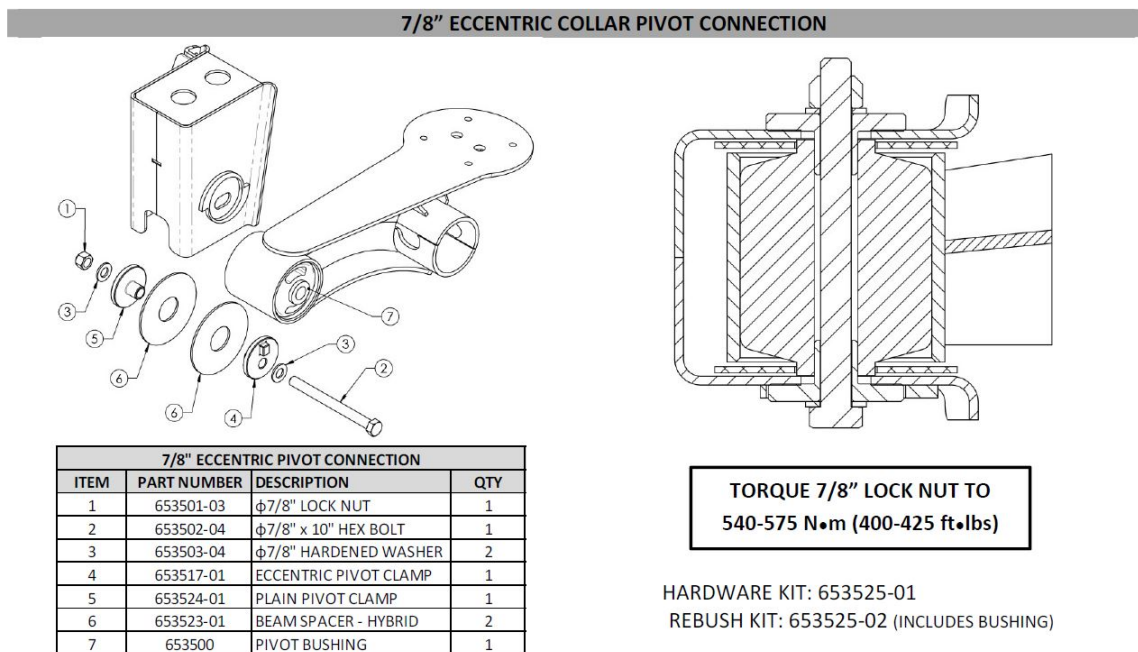 7/8” ECCENTRIC COLLAR PIVOT CONNECTION
1
3
5
6
6
4
3
2
7
7/8" ECCENTRIC PIVOT CONNECTION
ITEM PART NUMBER DESCRIPTION QTY
1 653501-03 ϕ7/8" LOCK NUT 1
2 653502-04 ϕ7/8" x 10" HEX BOLT 1
3 653503-04 ϕ7/8" HARDENED WASHER 2
4 653517-01 ECCENTRIC PIVOT CLAMP 1
5 653524-01 PLAIN PIVOT CLAMP 1
6 653523-01 BEAM SPACER - HYBRID 2
7 653500 PIVOT BUSHING 1
TORQUE 7/8” LOCK NUT TO
540-575 N•m (400-425 ft•lbs)
HARDWARE KIT: 653525-01
REBUSH KIT: 653525-02 (INCLUDES BUSHING)